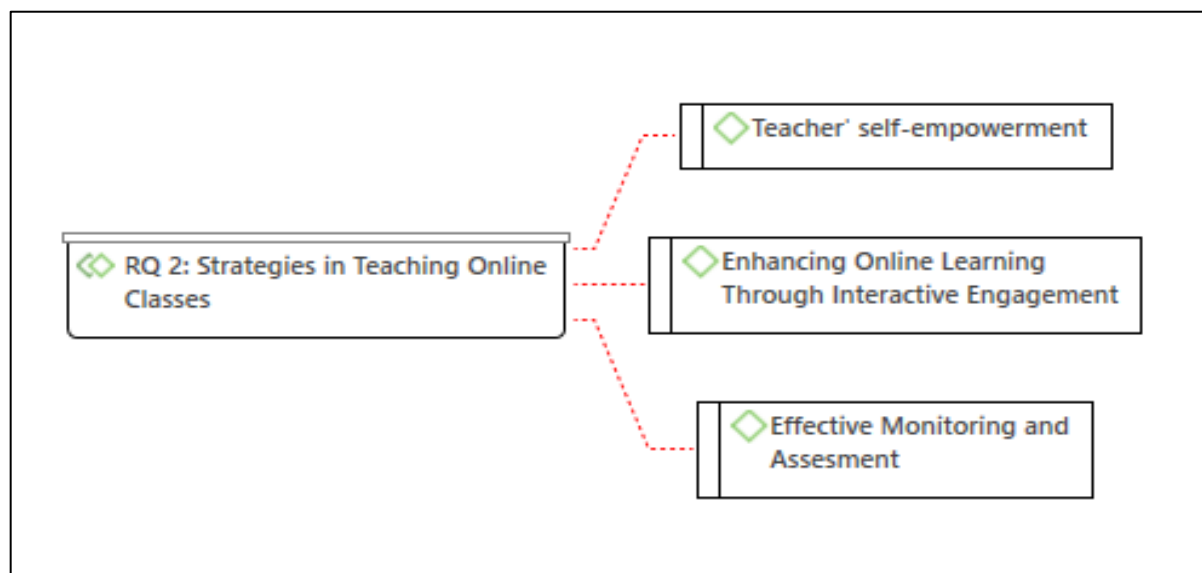 Teacher' self-empowerment
RQ 2: Strategies in Teaching Online
Classes
Enhancing Online Learning
Through Interactive Engagement
Effective Monitoring and
Assesment